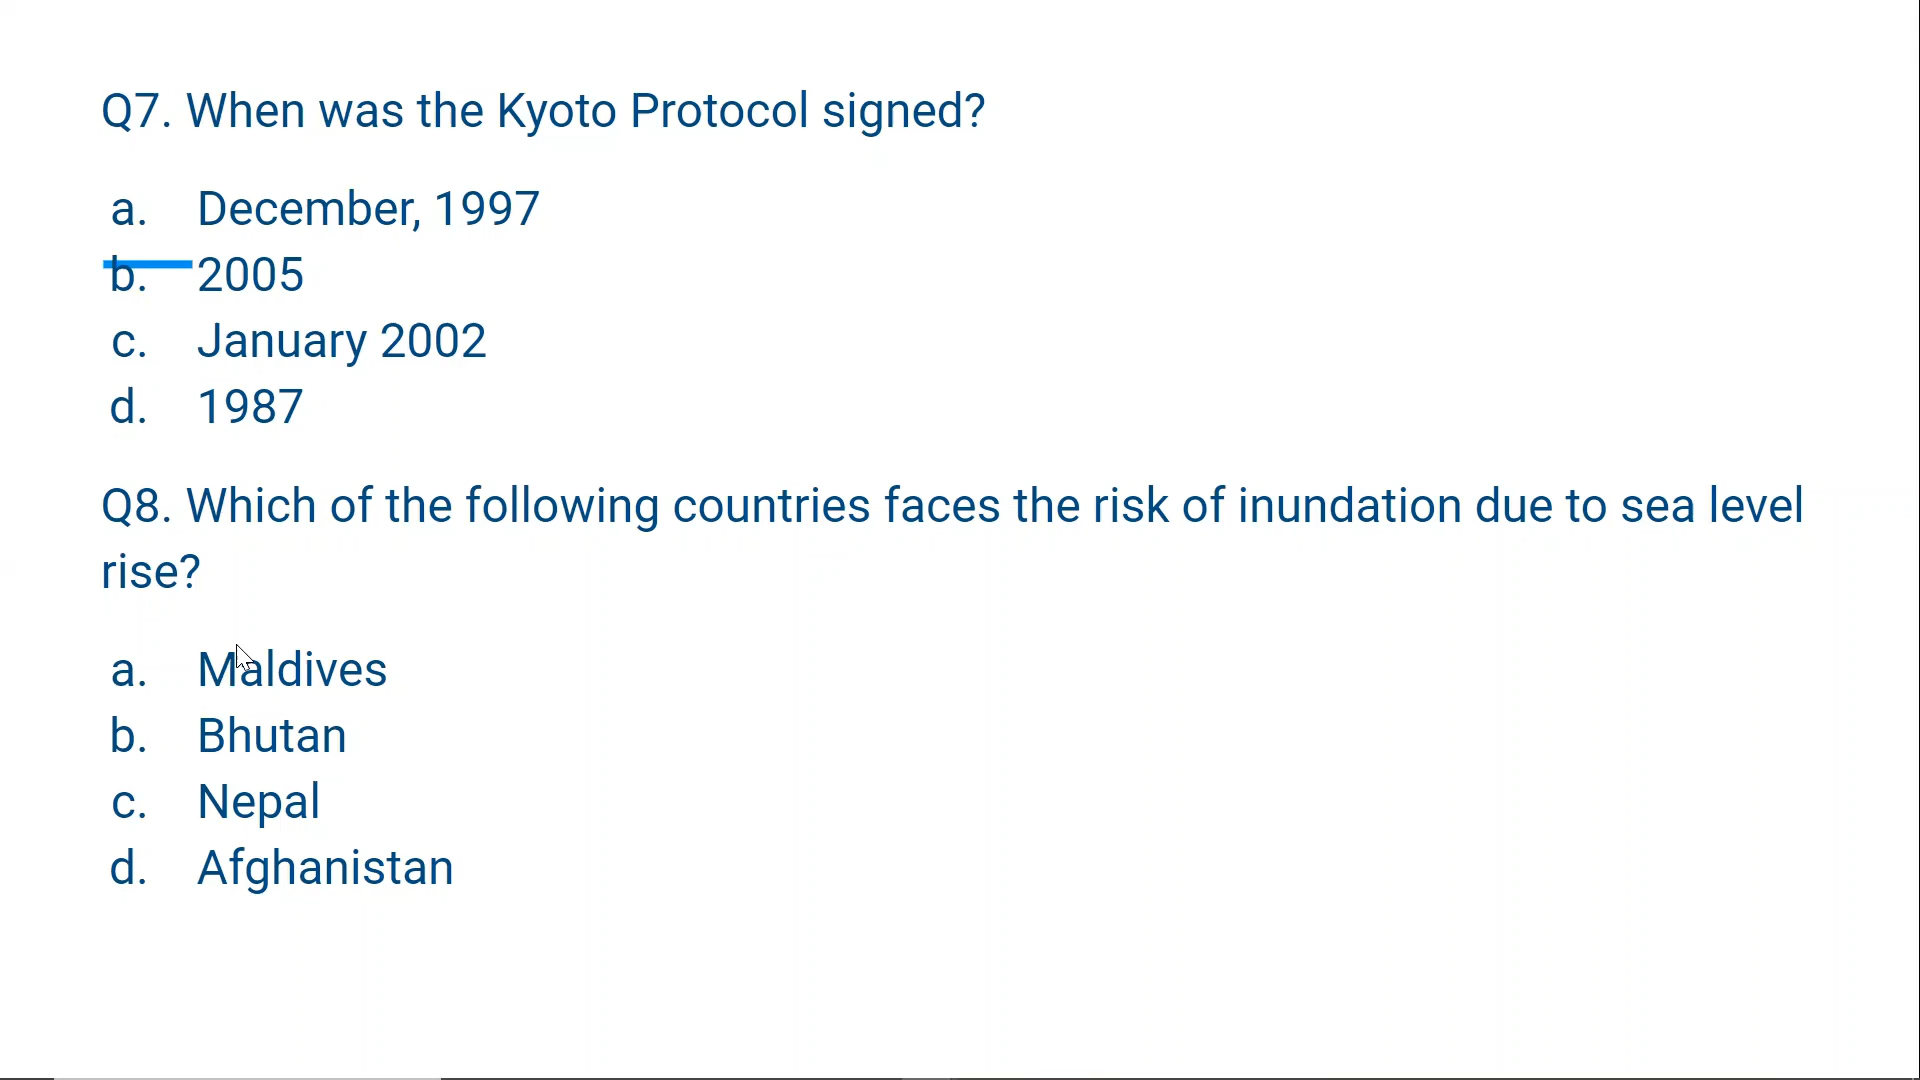 Q7. When was the Kyoto Protocol signed?
a. December, 1997
b. 2005
c. January 2002
d. 1987
Q8. Which of the following countries faces the risk of inundation due to sea level
rise?
a. Maldives
b. Bhutan
c. Nepal
d. Afghanistan